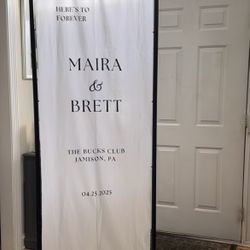 HERE'S TO
FOREVER
MAIRA
&
BRETT
THE BUCKS CLUB
JAMISON, PA
04.25.2025